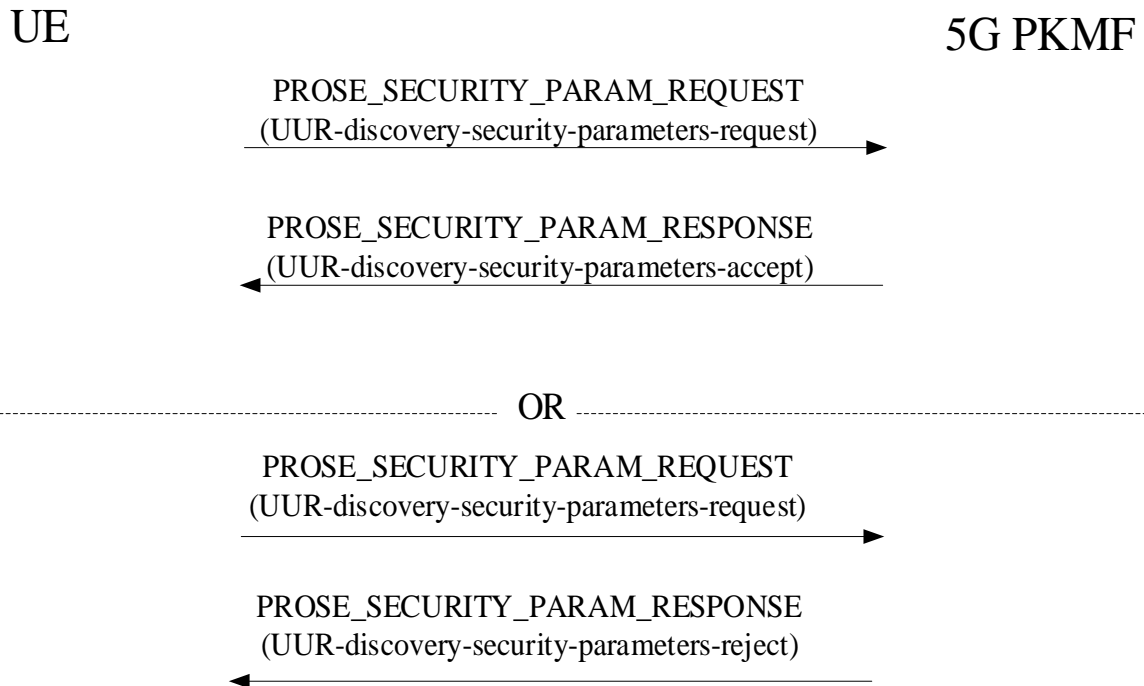 UE
5G PKMF
PROSE_SECURITY_PARAM_REQUEST
(UUR-discovery-security-parameters-request)
PROSE_SECURITY_PARAM_RESPONSE
(UUR-discovery-security-parameters-accept)
OR
PROSE_SECURITY_PARAM_REQUEST
(UUR-discovery-security-parameters-request)
PROSE_SECURITY_PARAM_RESPONSE
(UUR-discovery-security-parameters-reject)